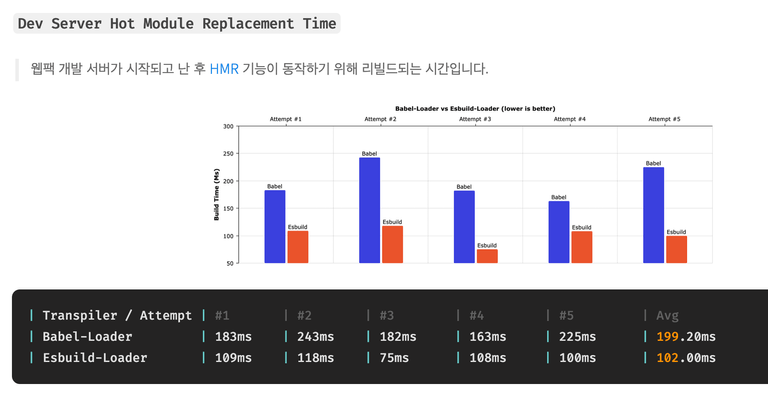 Dev Server Hot Module Replacement Time
웹팩 개발 서버가 시작되고 난 후 HMR 기능이 동작하기 위해 리빌드되는 시간입니다.
Babel-Loader vs Esbuild-Loader (lower is better)
Attempt #1 Attempt #2 Attempt #3 Attempt #4 Attempt #5
Build Time (Ms)
300
250
200
150
100
50
Babel Esbuild Babel Esbuild Babel Esbuild Babel Esbuild Babel Esbuild
| Transpiler / Attempt | #1 | #2 | #3 | #4 | #5 | Avg
| Babel-Loader | 183ms | 243ms | 182ms | 163ms | 225ms | 199.20ms
| Esbuild-Loader | 109ms | 118ms | 75ms | 108ms | 100ms | 102.00ms